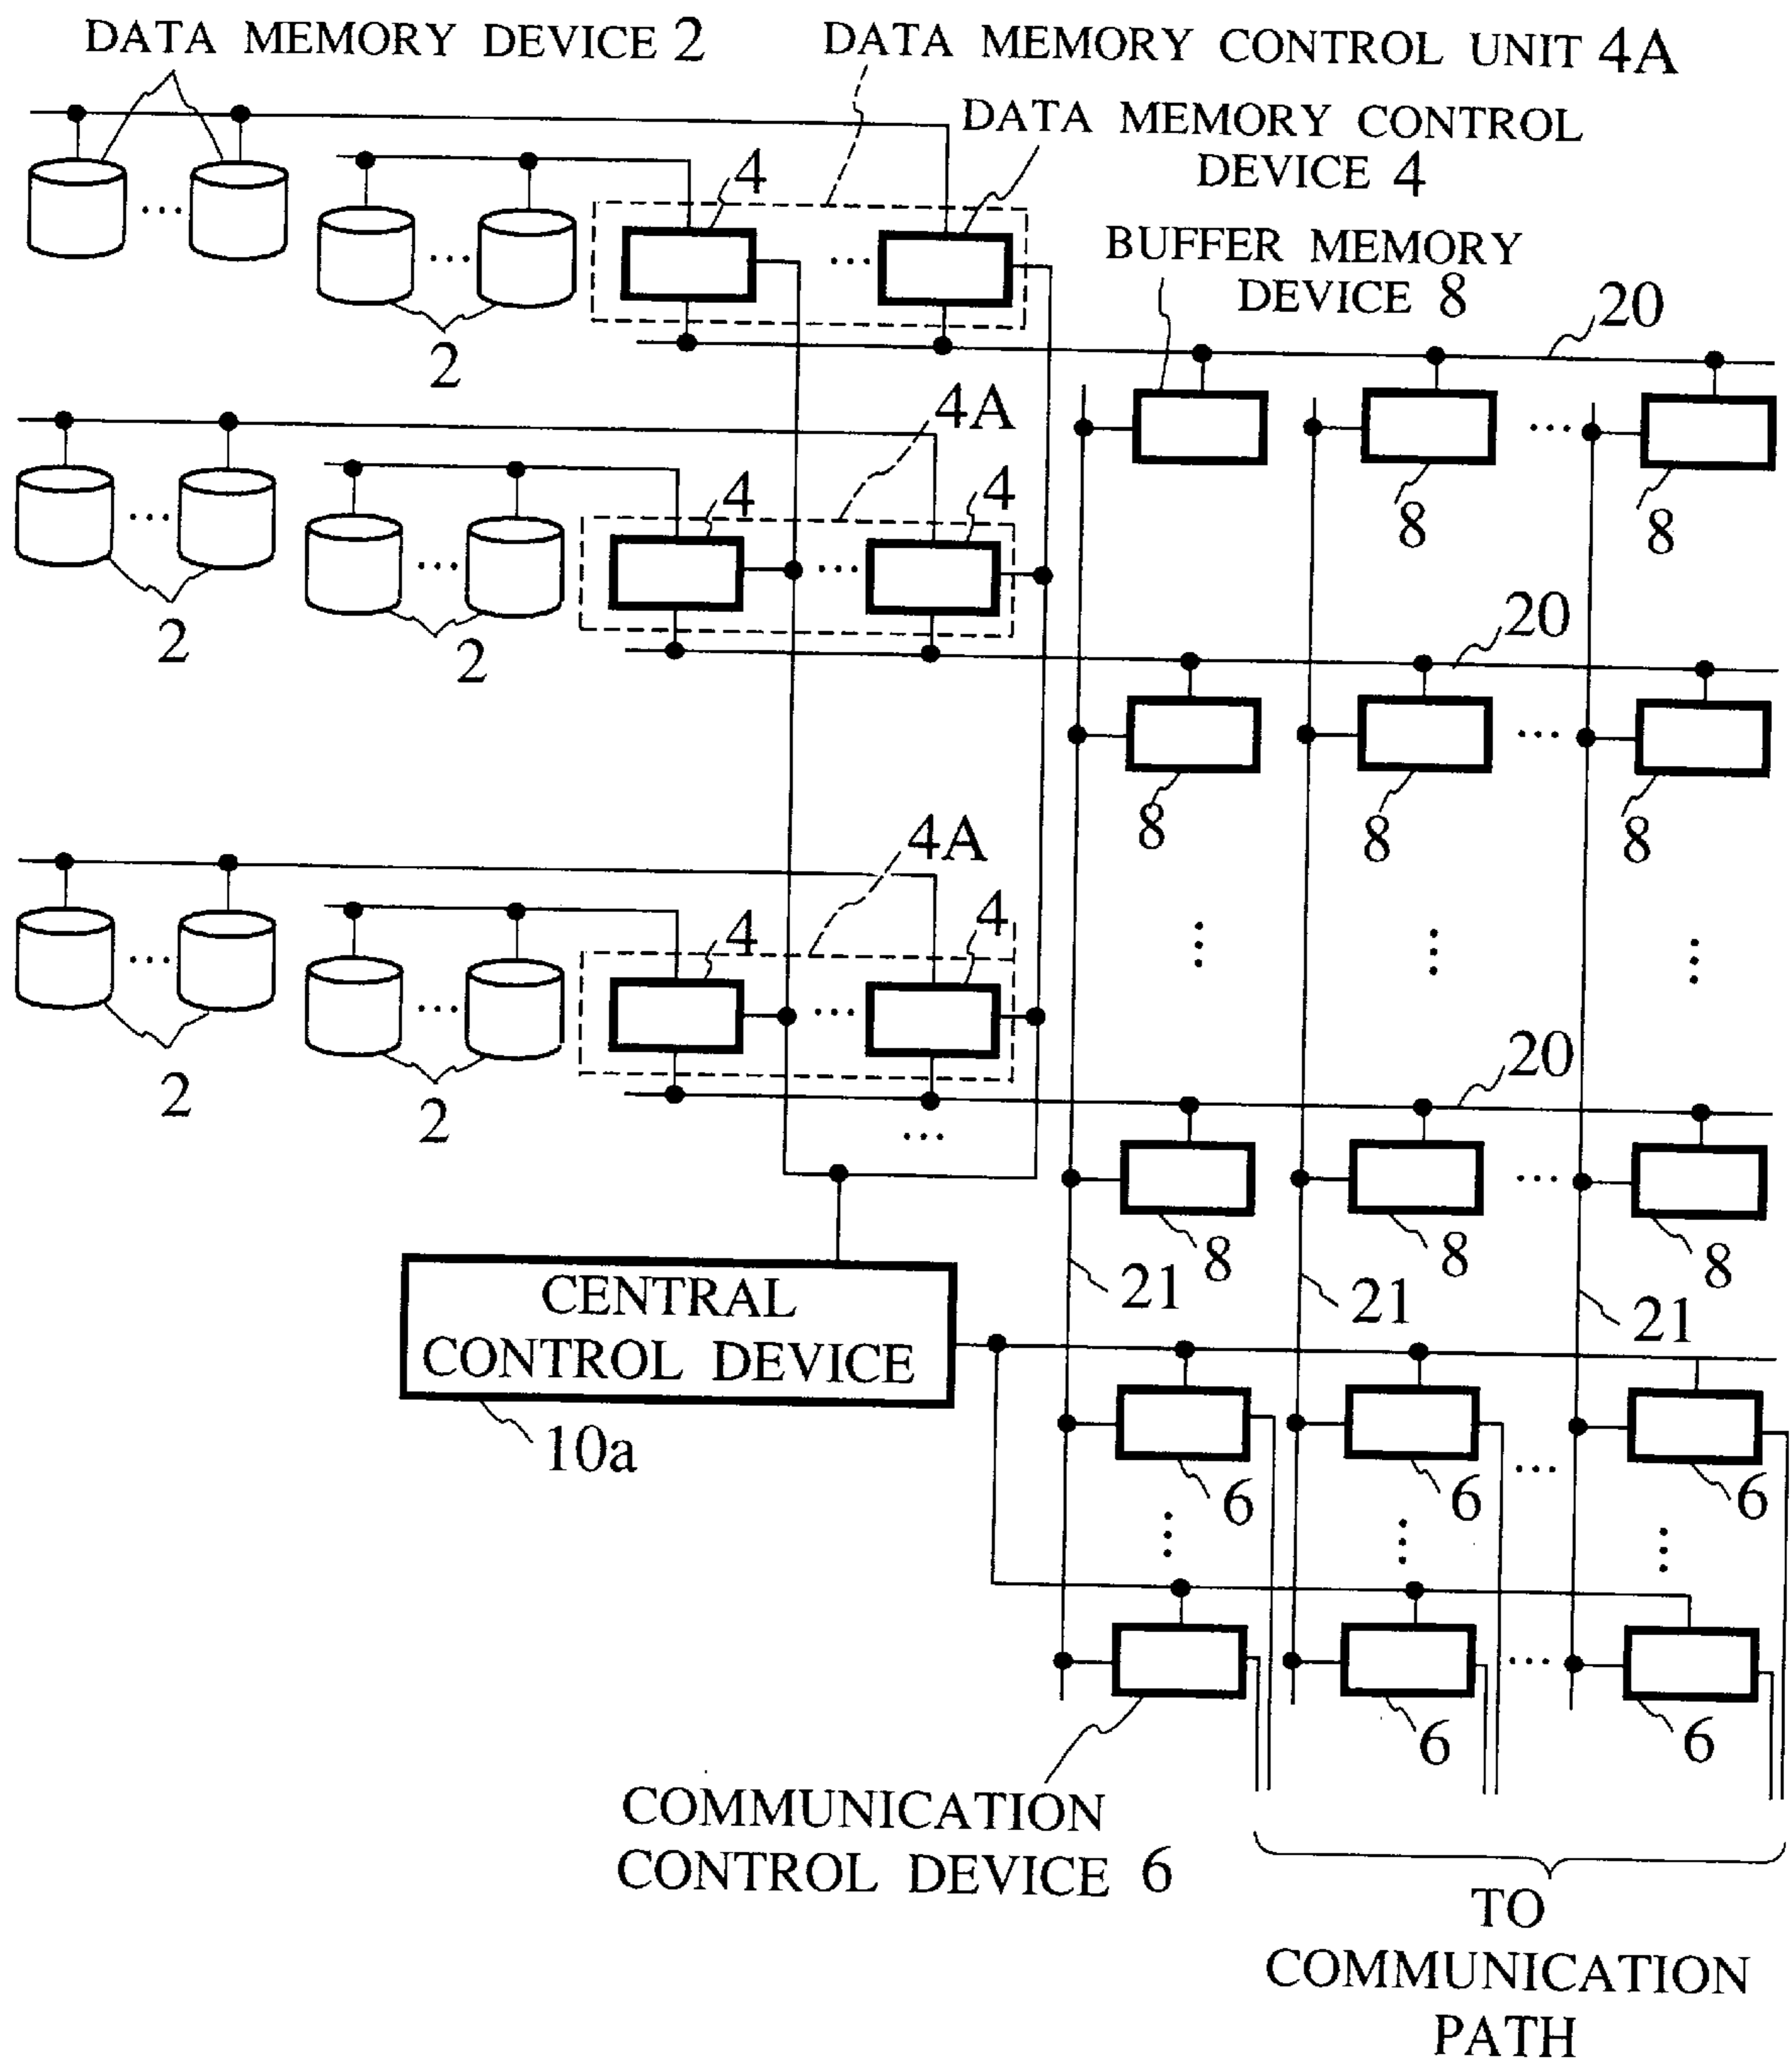 DATA MEMORY DEVICE 2
DATA MEMORY CONTROL UNIT 4A
DATA MEMORY CONTROL
DEVICE 4
4
BUFFER MEMORY
DEVICE 8
20
2
4A
4
4
8
8
20
2
2
8
8
8
4A
4
4
20
2
2
8
8
8
21
21
21
CENTRAL
CONTROL DEVICE
10a
6
6
6
6
6
COMMUNICATION
CONTROL DEVICE 6
TO
COMMUNICATION
PATH